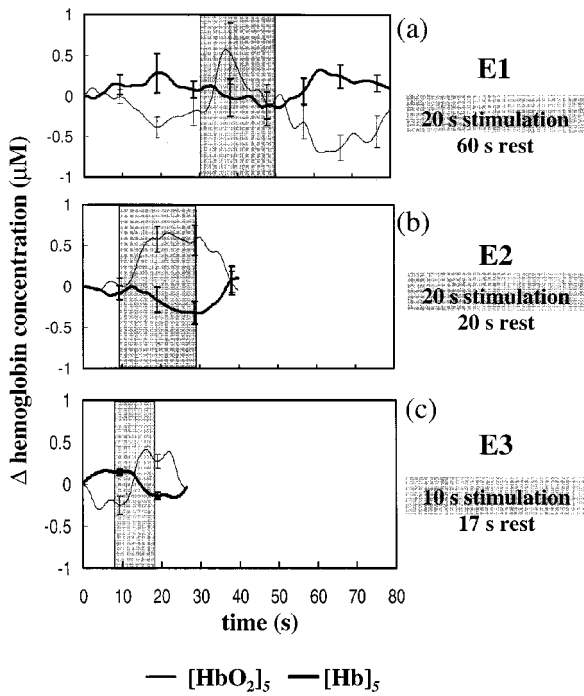 Δ hemoglobin concentration (μM)
1
0.5
0
-0.5
-1
(a)
E1
20 s stimulation
60 s rest
1
0.5
0
-0.5
-1
(b)
E2
20 s stimulation
20 s rest
1
0.5
0
-0.5
-1
(c)
E3
10 s stimulation
17 s rest
0 10 20 30 40 50 60 70 80
time (s)
[HbO2]5 [Hb]5